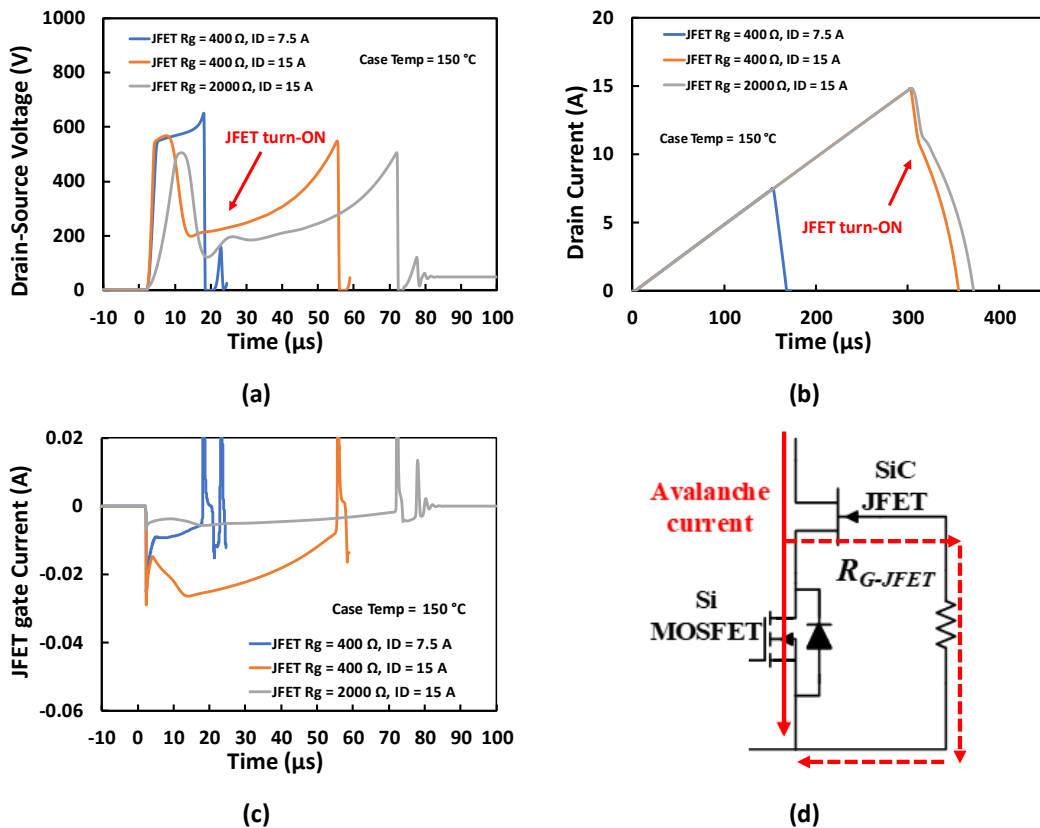 (a)
Drain-Source Voltage (V)
1000
800
600
400
200
0
JFET Rg = 400 Ω, ID = 7.5 A
JFET Rg = 400 Ω, ID = 15 A
JFET Rg = 2000 Ω, ID = 15 A
Case Temp = 150 °C
JFET turn-ON
-10 0 10 20 30 40 50 60 70 80 90 100
Time (µs)
Drain Current (A)
25
20
15
10
5
0
JFET Rg = 400 Ω, ID = 7.5 A
JFET Rg = 400 Ω, ID = 15 A
JFET Rg = 2000 Ω, ID = 15 A
Case Temp = 150 °C
JFET turn-ON
0 100 200 300 400
Time (µs)
(b)
JFET gate Current (A)
0.02
0
-0.02
-0.04
-0.06
Case Temp = 150 °C
JFET Rg = 400 Ω, ID = 7.5 A
JFET Rg = 400 Ω, ID = 15 A
JFET Rg = 2000 Ω, ID = 15 A
-10 0 10 20 30 40 50 60 70 80 90 100
Time (µs)
(c)
SiC
JFET
Avalanche
current
RG-JFET
Si
MOSFET
(d)